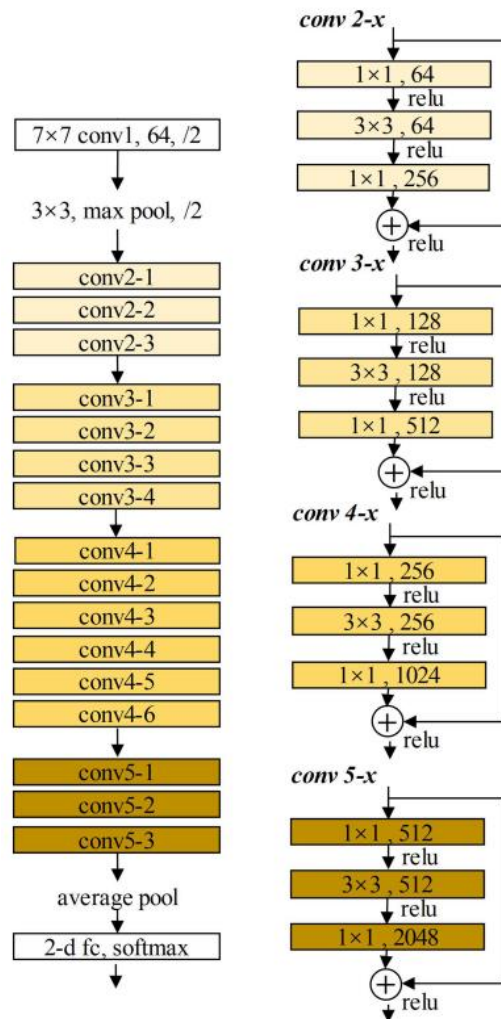 7×7 conv1, 64, /2
3×3, max pool, /2
conv2-1
conv2-2
conv2-3
conv3-1
conv3-2
conv3-3
conv3-4
conv4-1
conv4-2
conv4-3
conv4-4
conv4-5
conv4-6
conv5-1
conv5-2
conv5-3
average pool
2-d fc, softmax
conv 2-x
1×1 , 64
relu
3×3 , 64
relu
1×1 , 256
relu
conv 3-x
1×1 , 128
relu
3×3 , 128
relu
1×1 , 512
relu
conv 4-x
1×1 , 256
relu
3×3 , 256
relu
1×1 , 1024
relu
conv 5-x
1×1 , 512
relu
3×3 , 512
relu
1×1 , 2048
relu